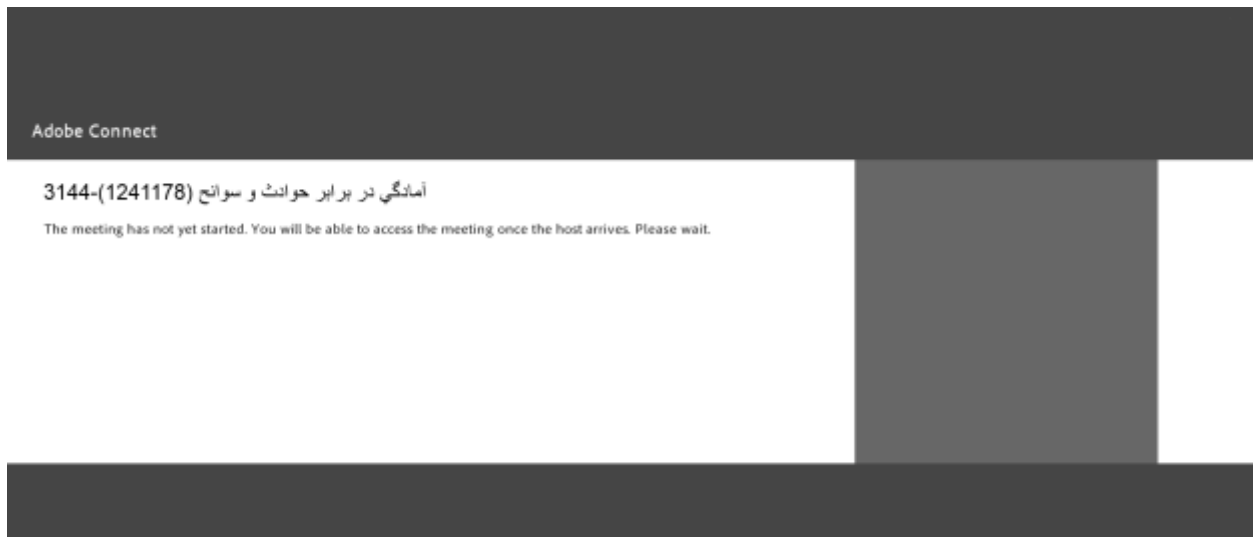 Adobe Connect
آمادگي در برابر حوادث و سوانح (1241178)-3144
The meeting has not yet started. You will be able to access the meeting once the host arrives. Please wait.